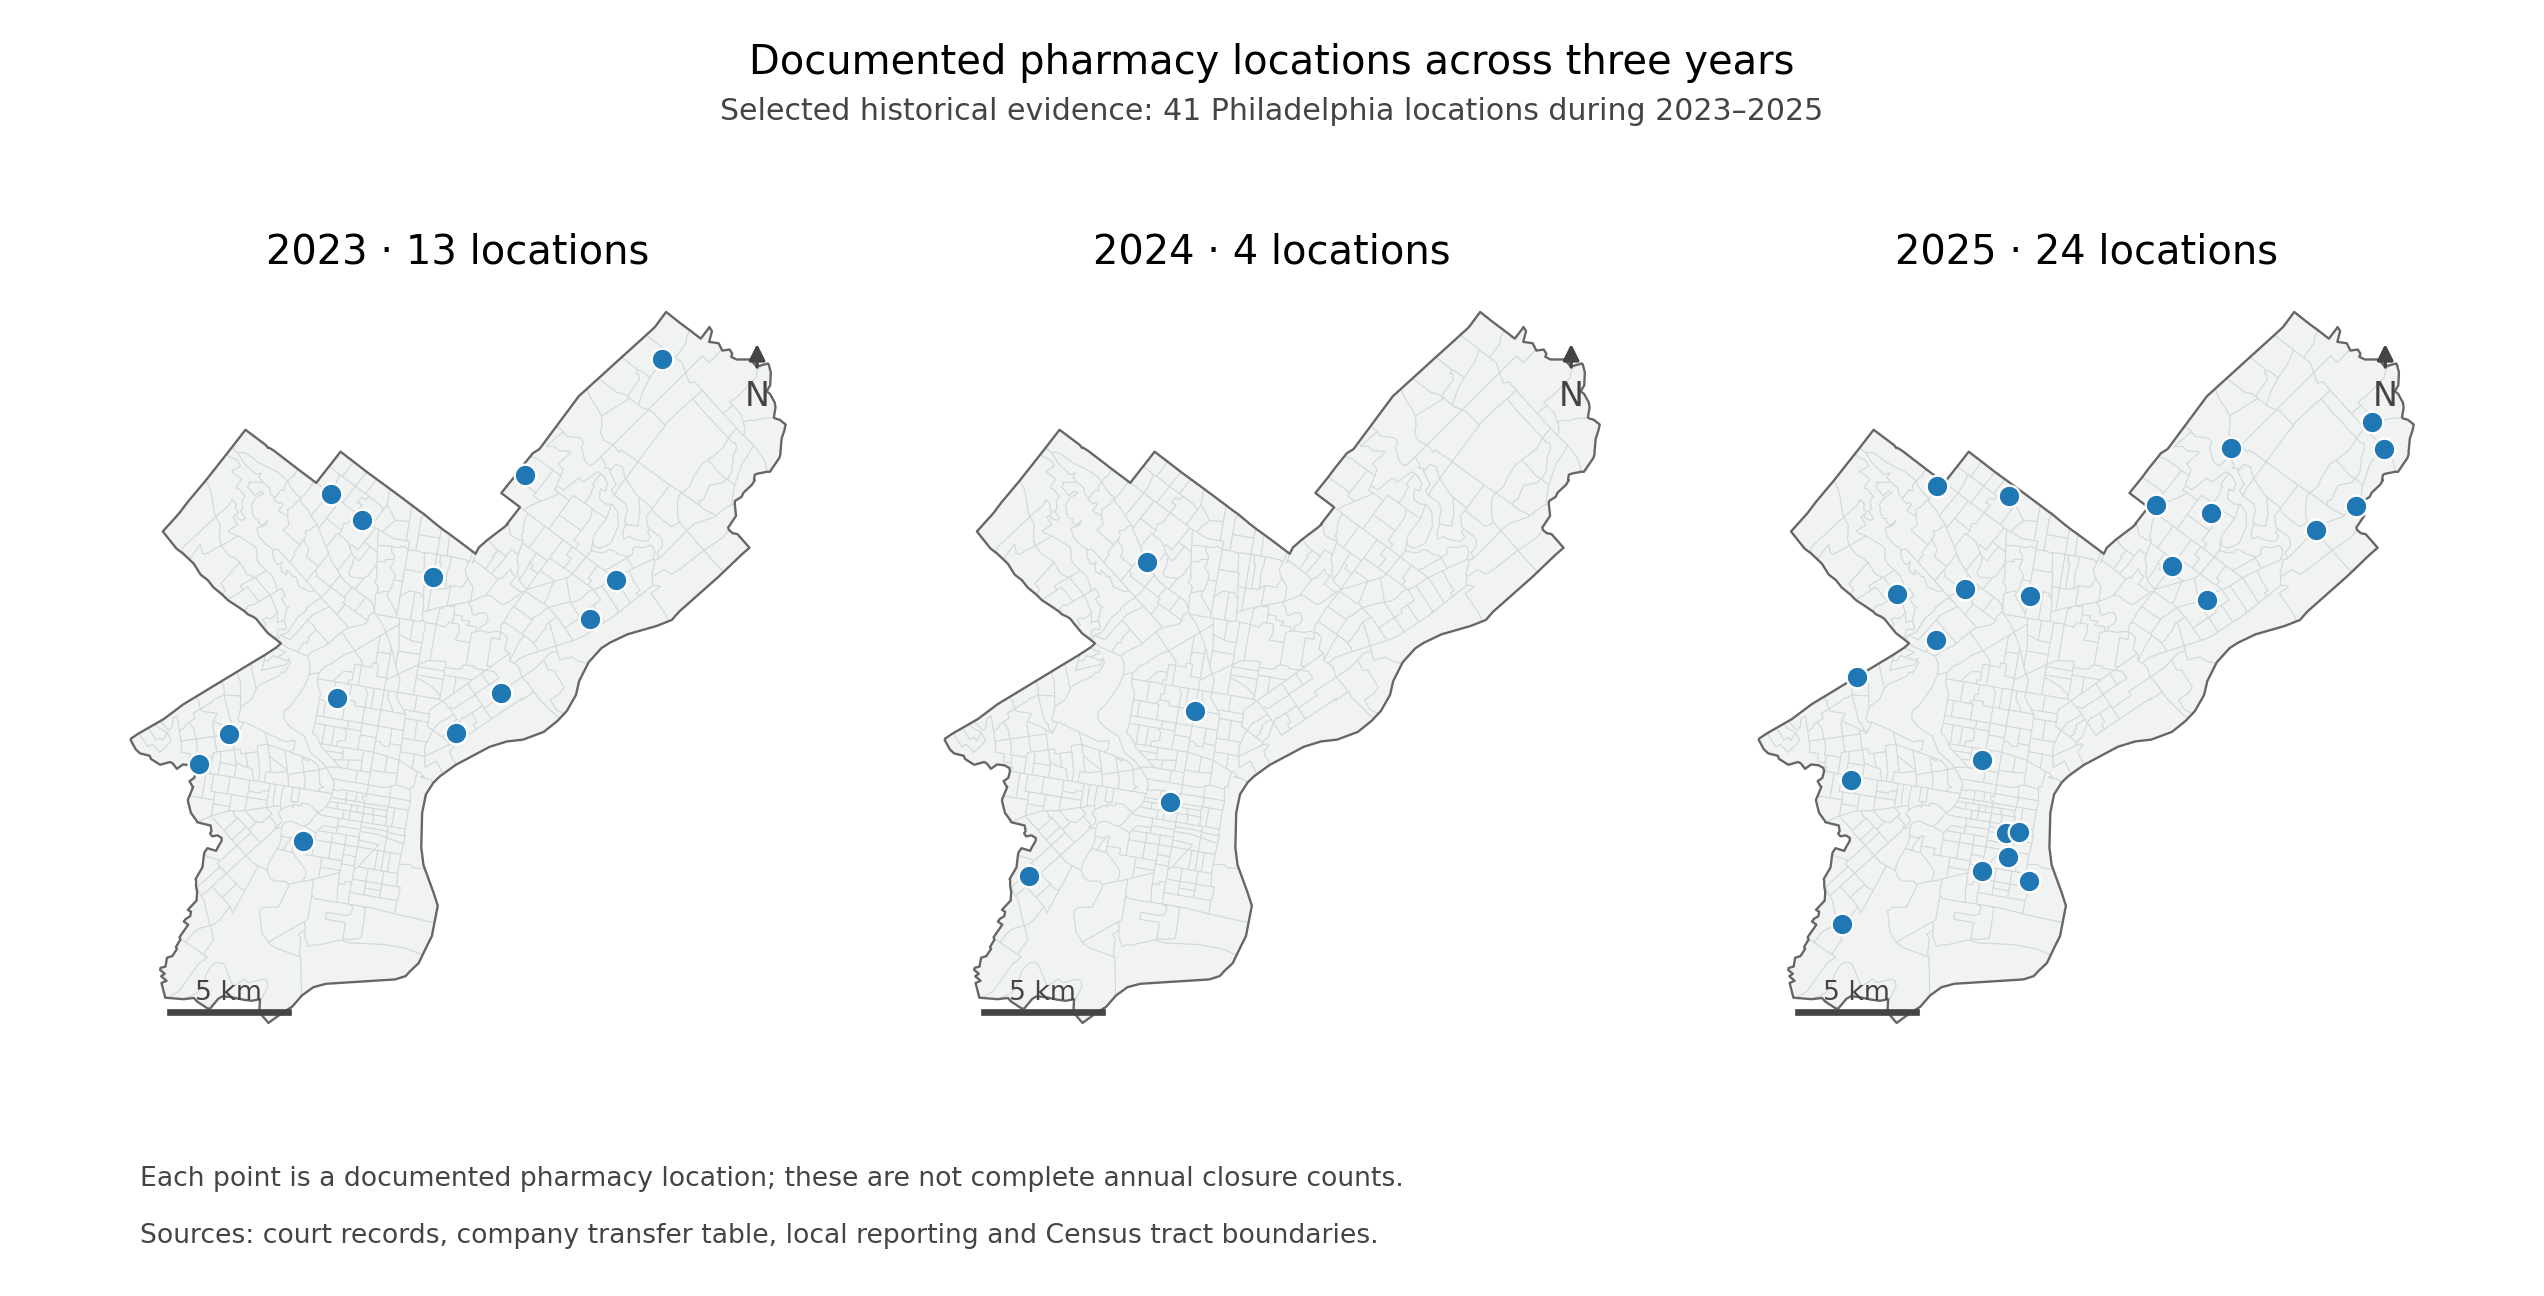 Documented pharmacy locations across three years
Selected historical evidence: 41 Philadelphia locations during 2023–2025
2023 · 13 locations
2024 · 4 locations
2025 · 24 locations
N
N
N
5 km
5 km
5 km
Each point is a documented pharmacy location; these are not complete annual closure counts.
Sources: court records, company transfer table, local reporting and Census tract boundaries.